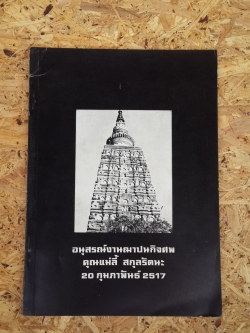 อนุสรณ์งานฌาปนกิจศพ
คุณแม่ลี้ สกุลรัตนะ
20 กุมภาพันธ์ 2517